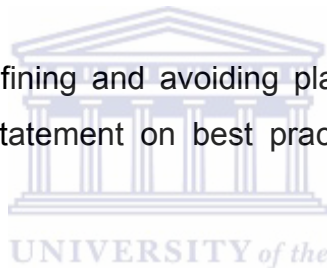 fining and avoiding pla
tatement on best prac
UNIVERSITY of the